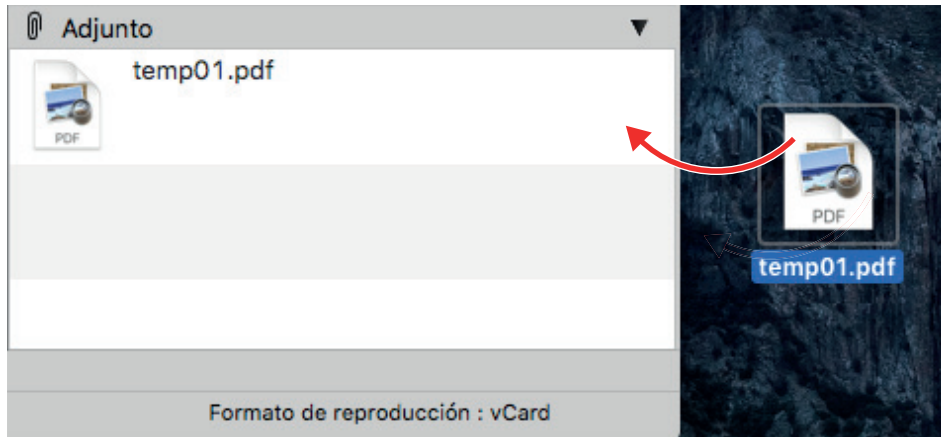 Adjunto
temp01.pdf
PDF
PDF
temp01.pdf
Formato de reproducción : vCard